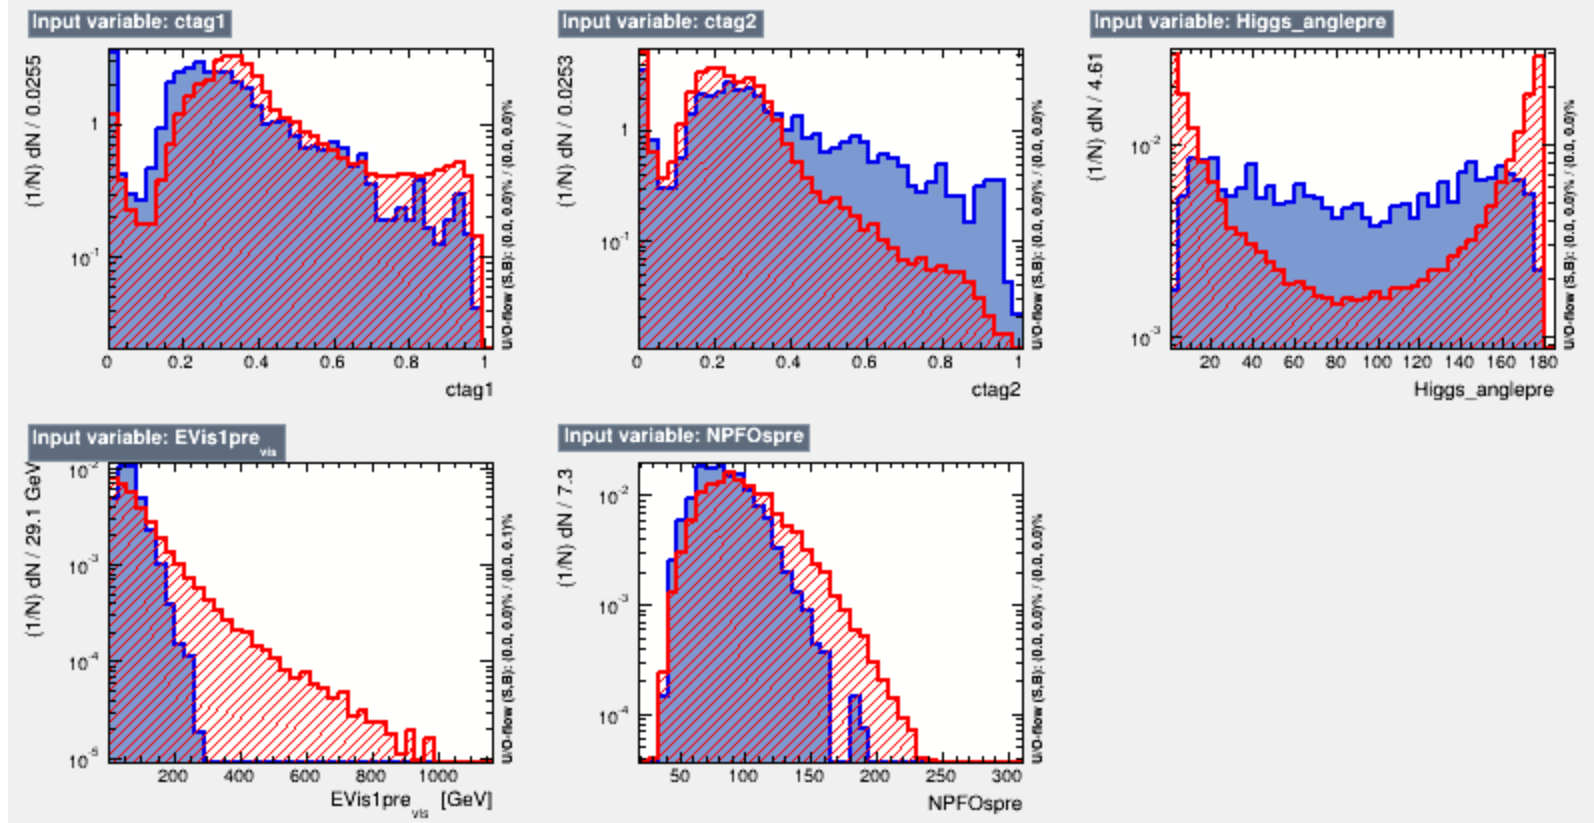 Input variable: ctag1
(1/N) dN / 0.0255
1
10-1
0 0.2 0.4 0.6 0.8 1
ctag1
U/O-flow (S,B): (0.0, 0.0)% / (0.0, 0.0)%
Input variable: ctag2
(1/N) dN / 0.0253
1
10-1
0 0.2 0.4 0.6 0.8 1
ctag2
U/O-flow (S,B): (0.0, 0.0)% / (0.0, 0.0)%
Input variable: Higgs_anglepre
(1/N) dN / 4.61
10-2
10-3
20 40 60 80 100 120 140 160 180
Higgs_anglepre
U/O-flow (S,B): (0.0, 0.0)% / (0.0, 0.0)%
Input variable: EVis1pre vis
(1/N) dN / 29.1 GeV
10-2
10-3
10-4
10-5
200 400 600 800 1000
EVis1pre vis [GeV]
U/O-flow (S,B): (0.0, 0.0)% / (0.0, 0.1)%
Input variable: NPFOspre
(1/N) dN / 7.3
10-2
10-3
10-4
50 100 150 200 250 300
NPFOspre
U/O-flow (S,B): (0.0, 0.0)% / (0.0, 0.0)%